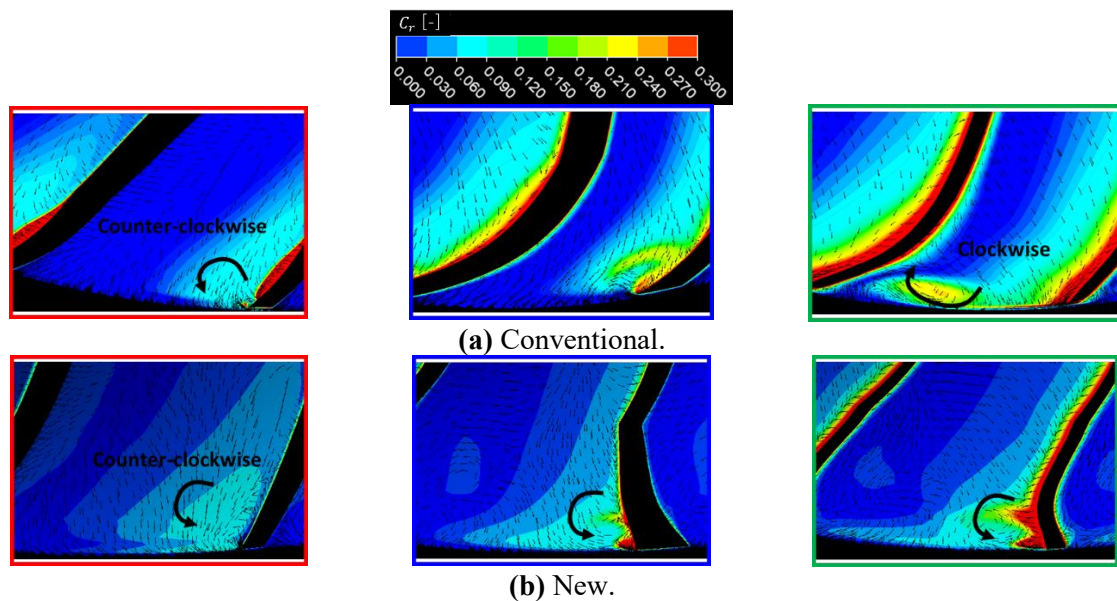 C_r [-]
0.000 0.030 0.060 0.090 0.120 0.150 0.180 0.210 0.240 0.270 0.300
Counter-clockwise
Clockwise
(a) Conventional.
Counter-clockwise
(b) New.